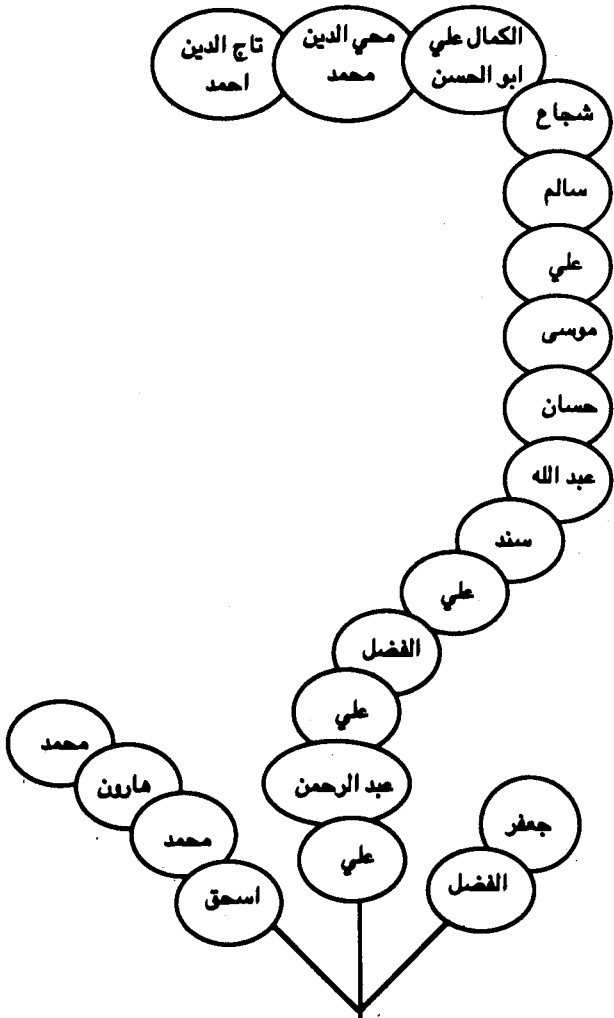 الكمال علي
ابو الحسن
محي الدين
محمد
تاج الدين
احمد
شجاع
سالم
علي
موسى
حسان
عبد الله
سند
علي
الفضل
علي
عبد الرحمن
علي
محمد
هارون
محمد
اسحق
جعفر
الفضل